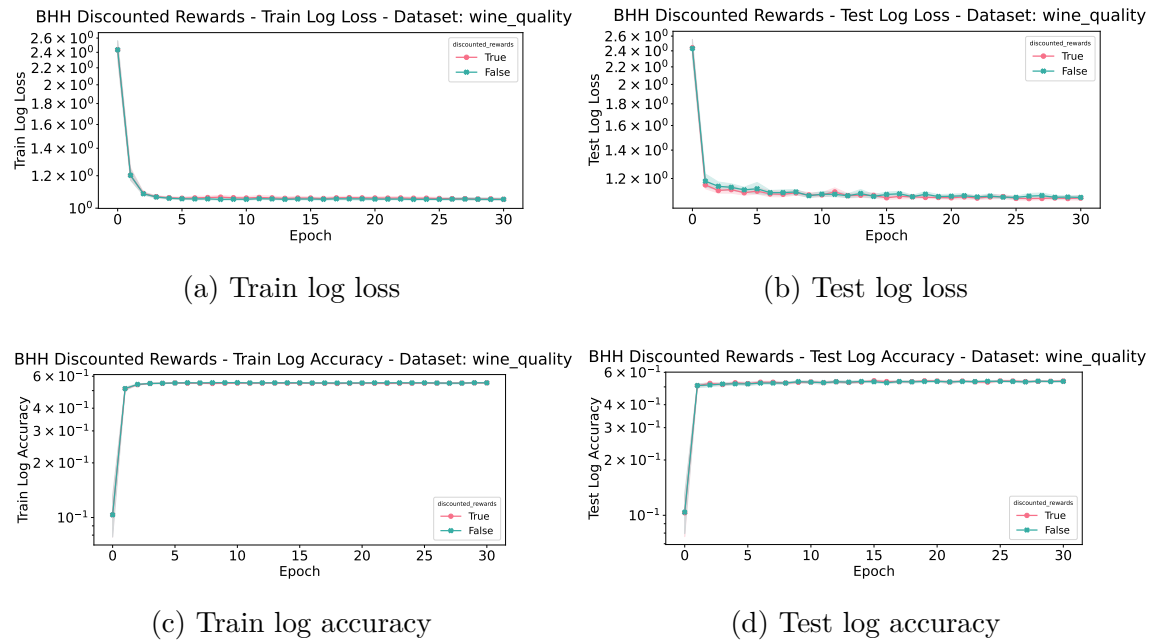 BHH Discounted Rewards - Train Log Loss - Dataset: wine_quality
2.6 × 10⁰
2.4 × 10⁰
2.2 × 10⁰
2 × 10⁰
1.8 × 10⁰
1.6 × 10⁰
1.4 × 10⁰
1.2 × 10⁰
10⁰
Train Log Loss
discounted_rewards
True
False
0 5 10 15 20 25 30
Epoch
(a) Train log loss
BHH Discounted Rewards - Test Log Loss - Dataset: wine_quality
2.6 × 10⁰
2.4 × 10⁰
2.2 × 10⁰
2 × 10⁰
1.8 × 10⁰
1.6 × 10⁰
1.4 × 10⁰
1.2 × 10⁰
Test Log Loss
discounted_rewards
True
False
0 5 10 15 20 25 30
Epoch
(b) Test log loss
BHH Discounted Rewards - Train Log Accuracy - Dataset: wine_quality
6 × 10⁻¹
4 × 10⁻¹
3 × 10⁻¹
2 × 10⁻¹
10⁻¹
Train Log Accuracy
discounted_rewards
True
False
0 5 10 15 20 25 30
Epoch
(c) Train log accuracy
BHH Discounted Rewards - Test Log Accuracy - Dataset: wine_quality
6 × 10⁻¹
4 × 10⁻¹
3 × 10⁻¹
2 × 10⁻¹
10⁻¹
Test Log Accuracy
discounted_rewards
True
False
0 5 10 15 20 25 30
Epoch
(d) Test log accuracy